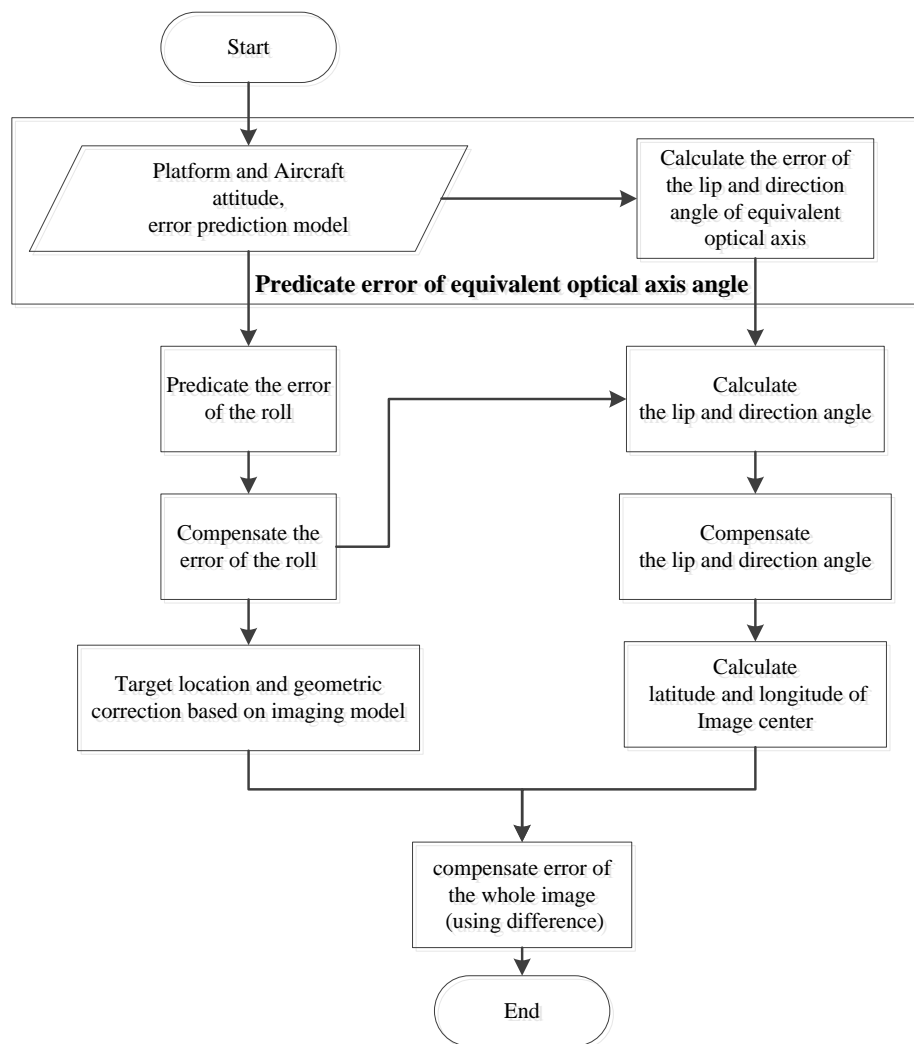 Start
Platform and Aircraft
attitude,
error prediction model
Calculate the error of
the lip and direction
angle of equivalent
optical axis
Predicate error of equivalent optical axis angle
Predicate the error
of the roll
Calculate
the lip and direction angle
Compensate the
error of the roll
Compensate
the lip and direction angle
Target location and geometric
correction based on imaging model
Calculate
latitude and longitude of
Image center
compensate error of
the whole image
(using difference)
End